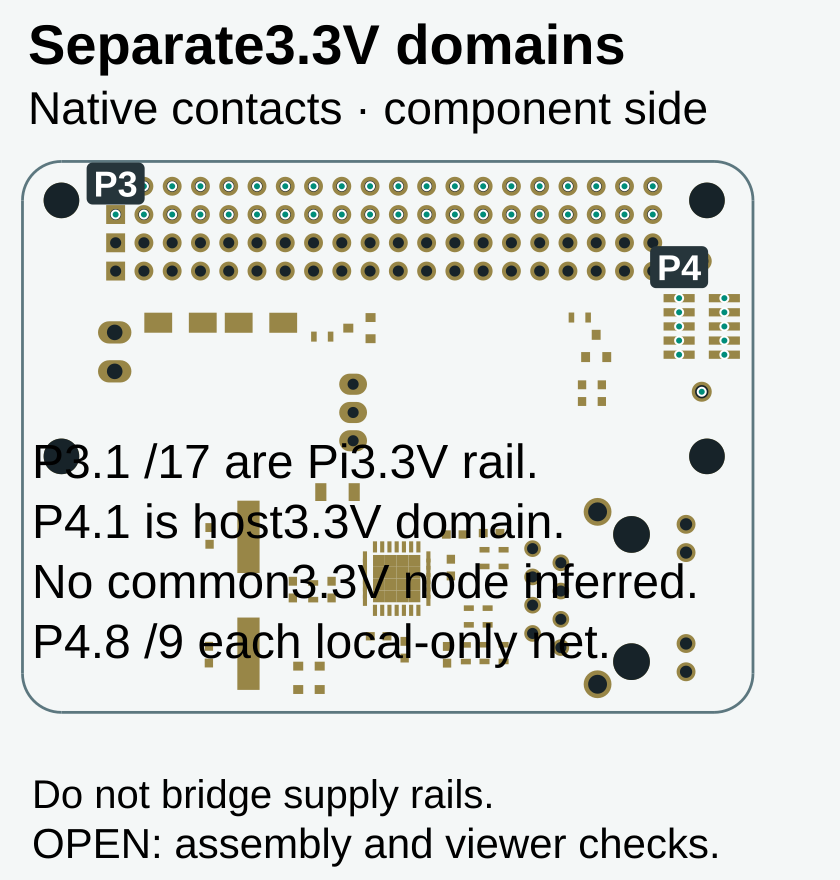 Separate3.3V domains
Native contacts · component side
P3
P4
P3.1 /17 are Pi3.3V rail.
P4.1 is host3.3V domain.
No common3.3V node inferred.
P4.8 /9 each local-only net.
Do not bridge supply rails.
OPEN: assembly and viewer checks.